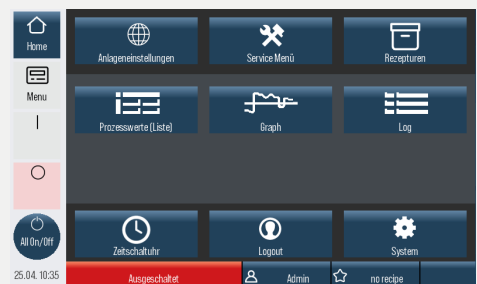 Home
Anlageneinstellungen
Service Menü
Rezepturen
Menu
Prozesswerte (Liste)
Graph
Log
All On/Off
Zeitschaltuhr
Logout
System
25.04. 10:35
Ausgeschaltet
Admin
no recipe